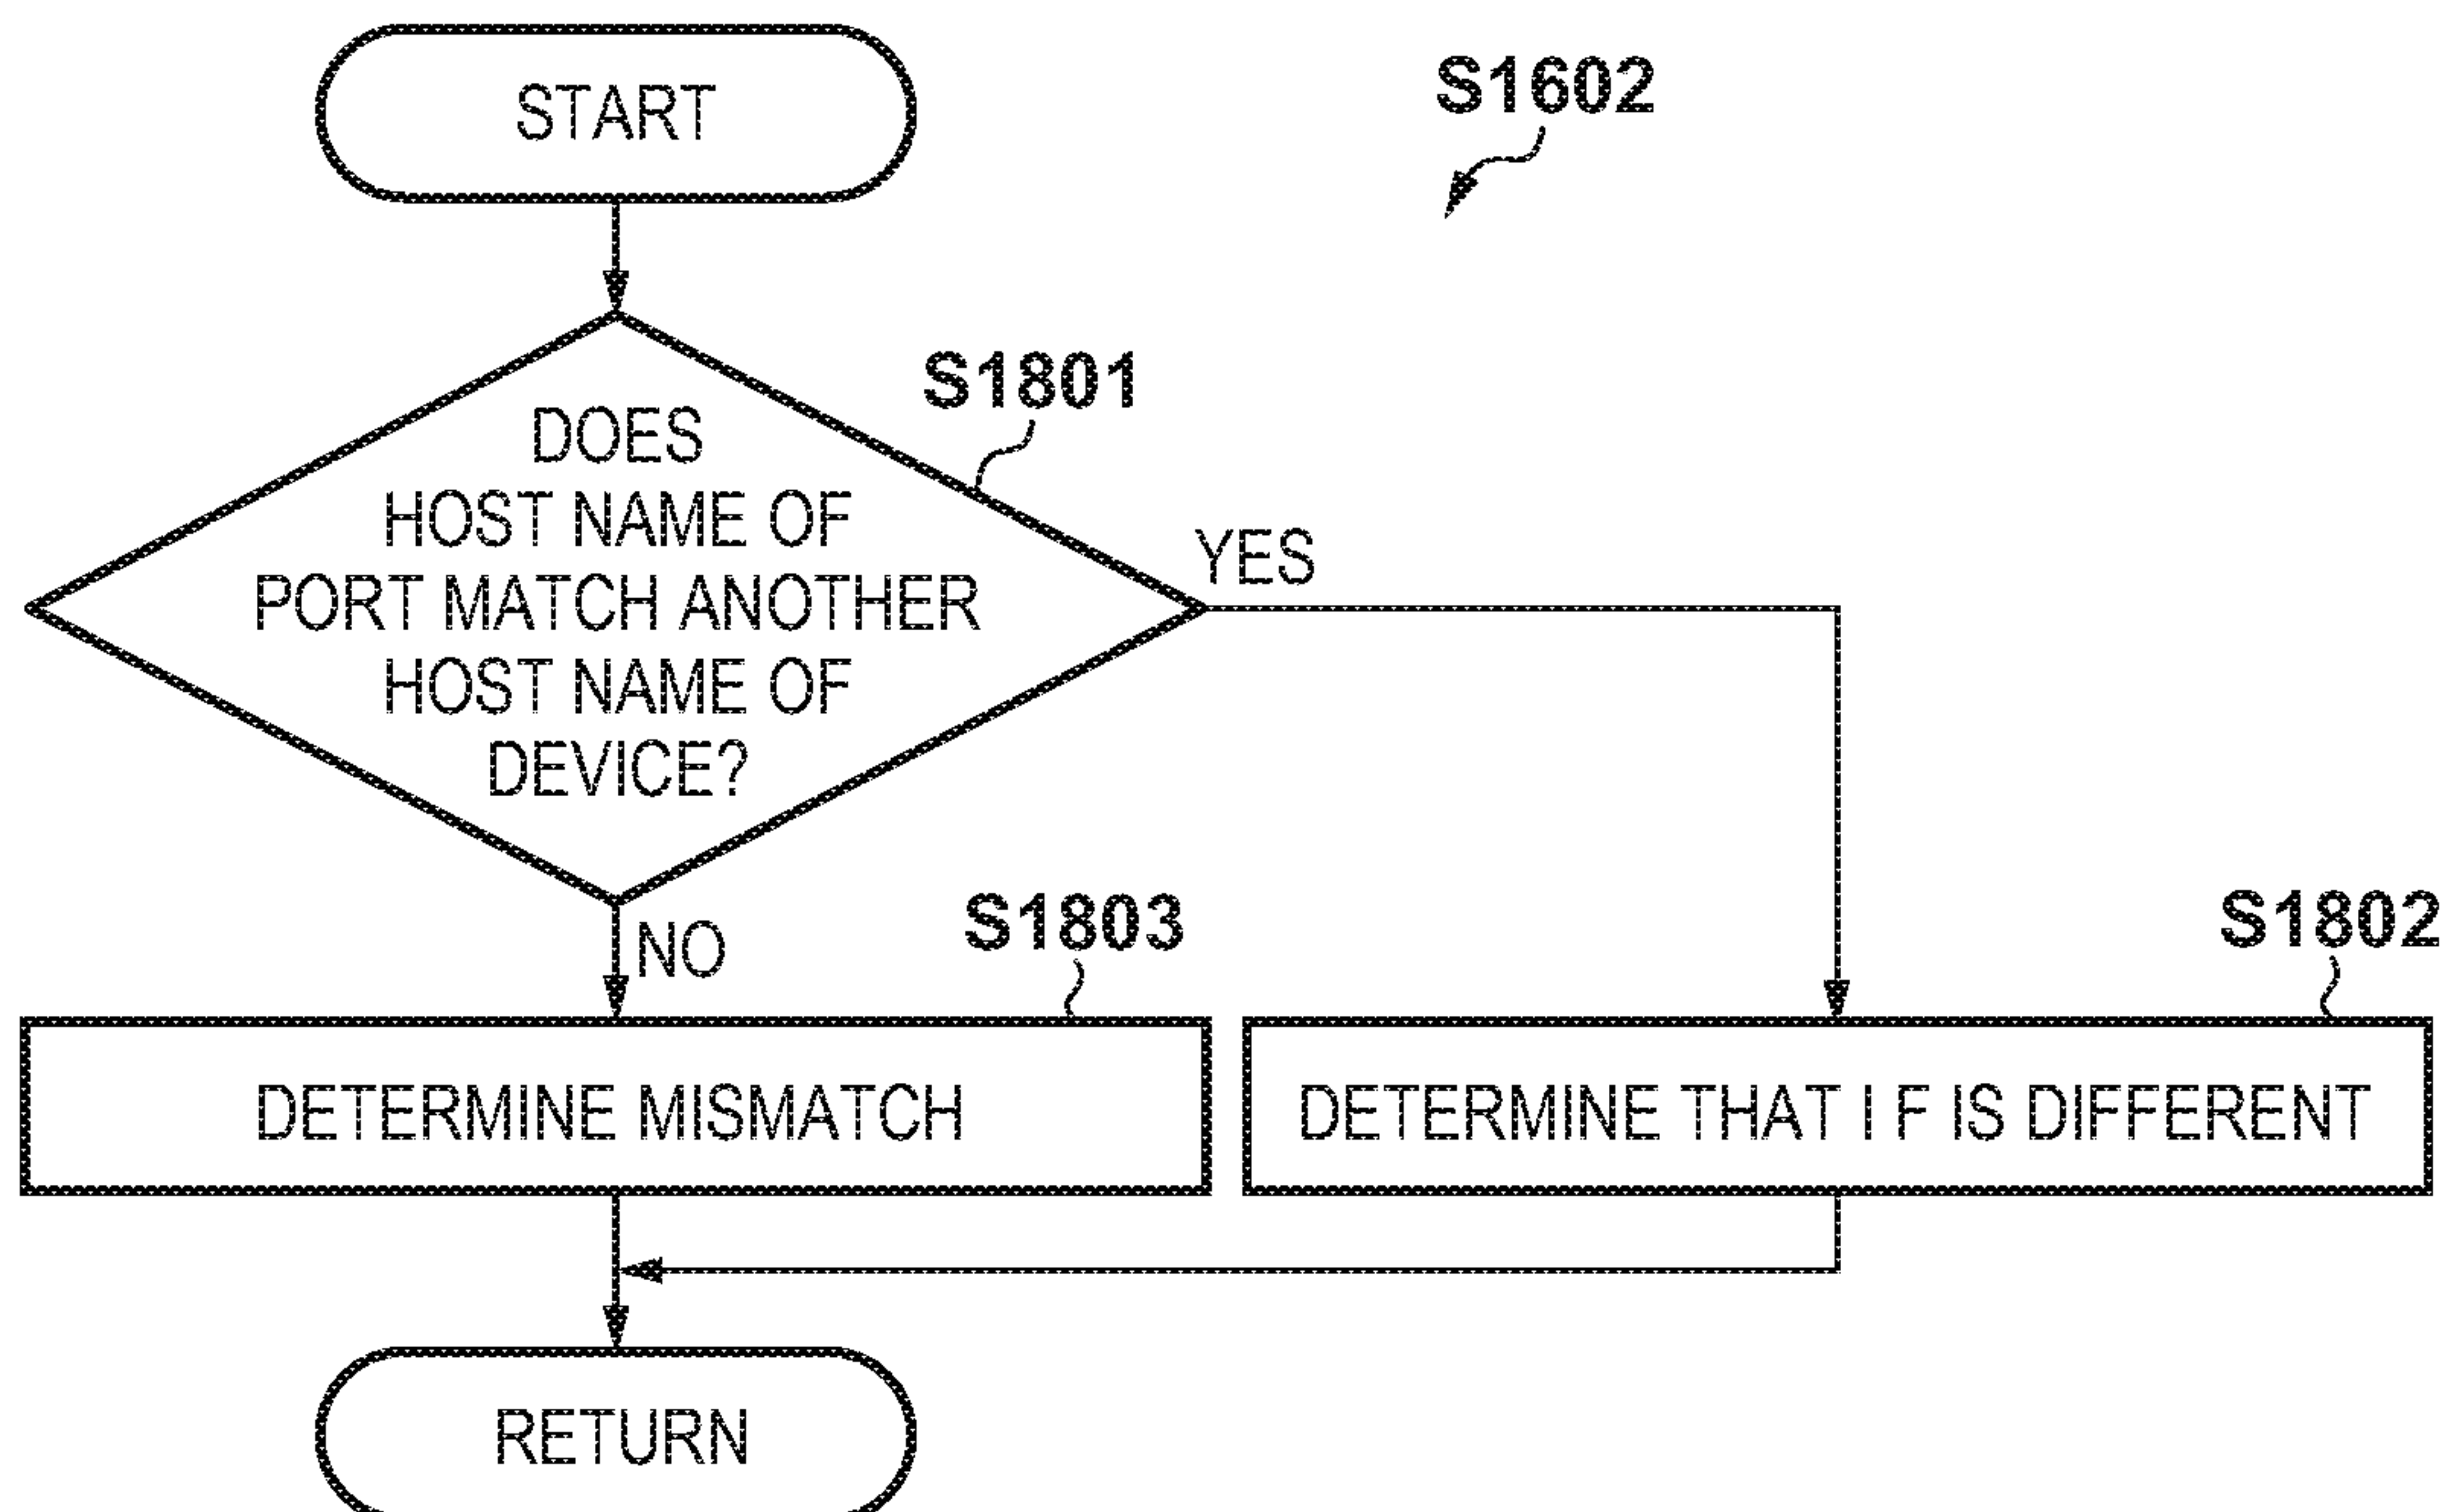 START
S1602
S1801
DOES
HOST NAME OF
PORT MATCH ANOTHER
HOST NAME OF
DEVICE?
YES
NO
S1803
S1802
DETERMINE MISMATCH
DETERMINE THAT I F IS DIFFERENT
RETURN